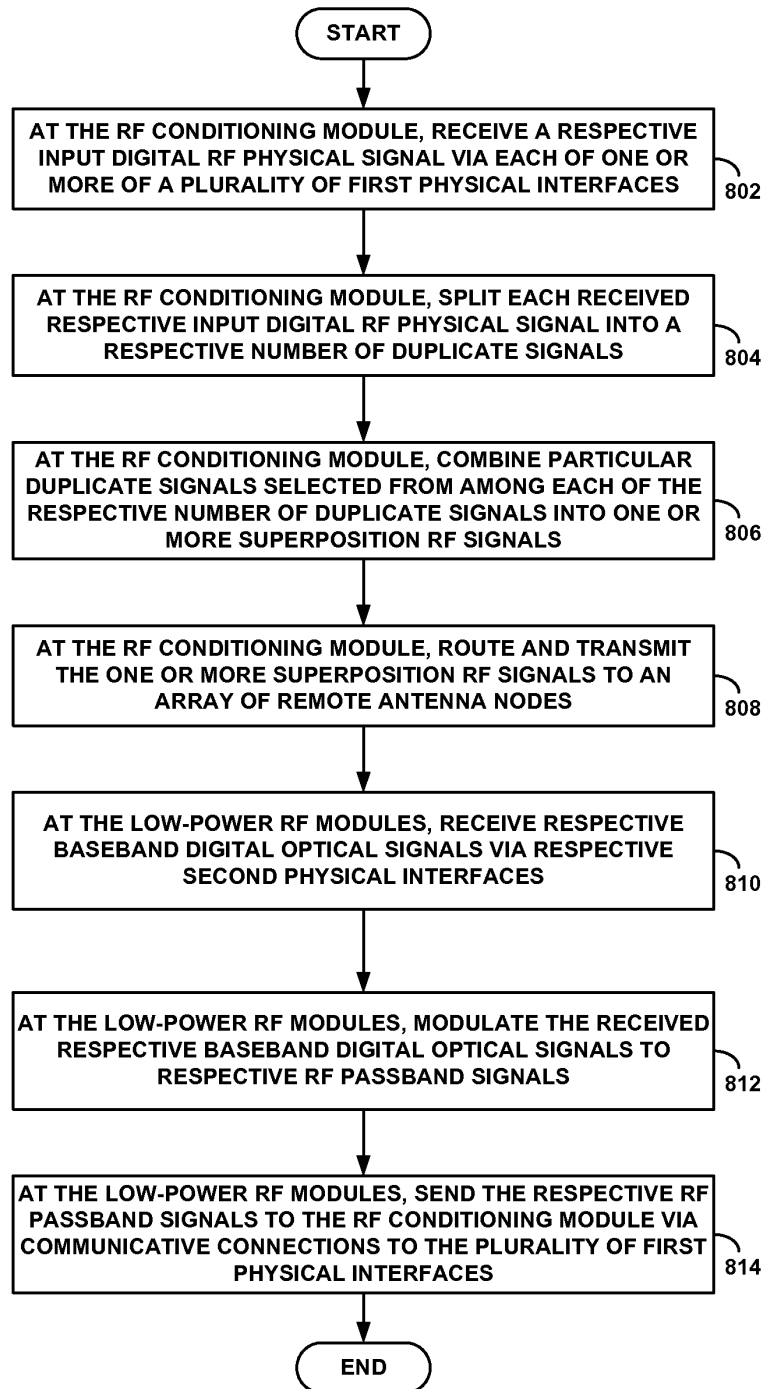 START
AT THE RF CONDITIONING MODULE, RECEIVE A RESPECTIVE
INPUT DIGITAL RF PHYSICAL SIGNAL VIA EACH OF ONE OR
MORE OF A PLURALITY OF FIRST PHYSICAL INTERFACES
802
AT THE RF CONDITIONING MODULE, SPLIT EACH RECEIVED
RESPECTIVE INPUT DIGITAL RF PHYSICAL SIGNAL INTO A
RESPECTIVE NUMBER OF DUPLICATE SIGNALS
804
AT THE RF CONDITIONING MODULE, COMBINE PARTICULAR
DUPLICATE SIGNALS SELECTED FROM AMONG EACH OF THE
RESPECTIVE NUMBER OF DUPLICATE SIGNALS INTO ONE OR
MORE SUPERPOSITION RF SIGNALS
806
AT THE RF CONDITIONING MODULE, ROUTE AND TRANSMIT
THE ONE OR MORE SUPERPOSITION RF SIGNALS TO AN
ARRAY OF REMOTE ANTENNA NODES
808
AT THE LOW-POWER RF MODULES, RECEIVE RESPECTIVE
BASEBAND DIGITAL OPTICAL SIGNALS VIA RESPECTIVE
SECOND PHYSICAL INTERFACES
810
AT THE LOW-POWER RF MODULES, MODULATE THE RECEIVED
RESPECTIVE BASEBAND DIGITAL OPTICAL SIGNALS TO
RESPECTIVE RF PASSBAND SIGNALS
812
AT THE LOW-POWER RF MODULES, SEND THE RESPECTIVE RF
PASSBAND SIGNALS TO THE RF CONDITIONING MODULE VIA
COMMUNICATIVE CONNECTIONS TO THE PLURALITY OF FIRST
PHYSICAL INTERFACES
814
END